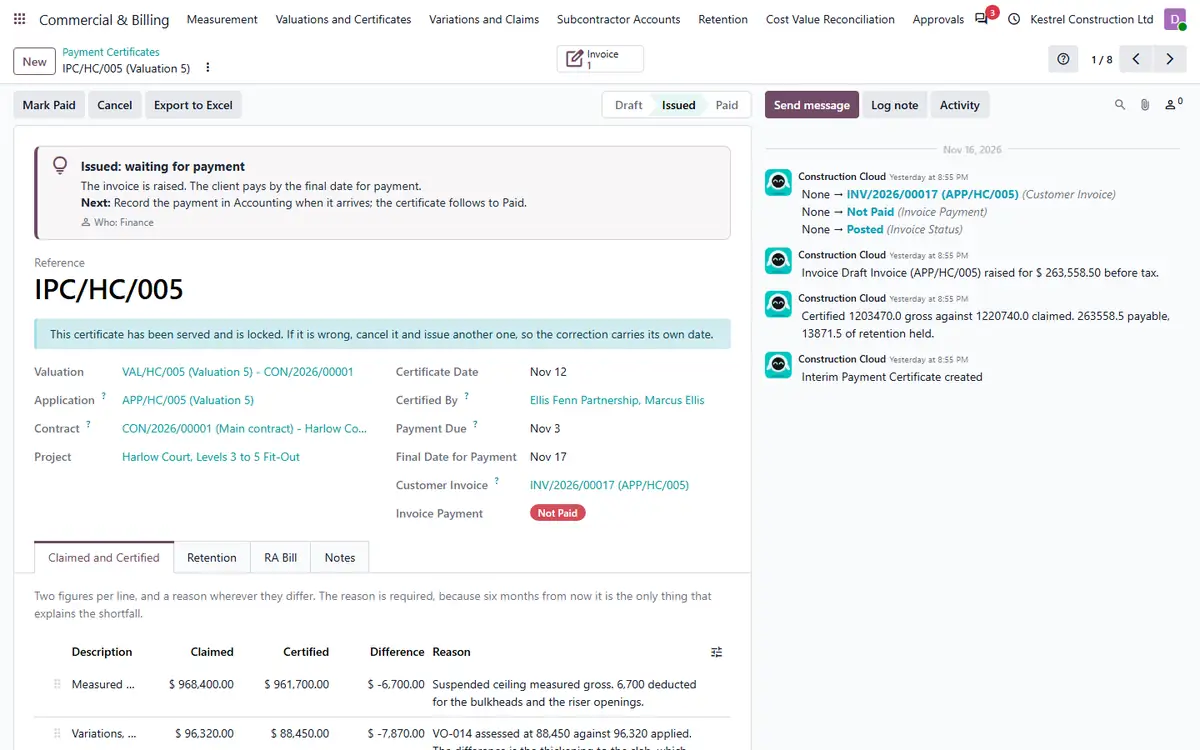 Commercial & Billing Measurement Valuations and Certificates Variations and Claims Subcontractor Accounts Retention Cost Value Reconciliation Approvals 3 Kestrel Construction Ltd D
New
Payment Certificates
IPC/HC/005 (Valuation 5)
Invoice
1
1 / 8
Mark Paid Cancel Export to Excel Draft Issued Paid
Send message Log note Activity 0
Issued: waiting for payment
The invoice is raised. The client pays by the final date for payment.
Next: Record the payment in Accounting when it arrives; the certificate follows to Paid.
Who: Finance
Reference
IPC/HC/005
This certificate has been served and is locked. If it is wrong, cancel it and issue another one, so the correction carries its own date.
Valuation VAL/HC/005 (Valuation 5) - CON/2026/00001
Application ? APP/HC/005 (Valuation 5)
Contract ? CON/2026/00001 (Main contract) - Harlow Co...
Project Harlow Court, Levels 3 to 5 Fit-Out
Certificate Date Nov 12
Certified By ? Ellis Fenn Partnership, Marcus Ellis
Payment Due ? Nov 3
Final Date for Payment Nov 17
Customer Invoice ? INV/2026/00017 (APP/HC/005)
Invoice Payment Not Paid
Claimed and Certified Retention RA Bill Notes
Two figures per line, and a reason wherever they differ. The reason is required, because six months from now it is the only thing that
explains the shortfall.
Description Claimed Certified Difference Reason
Measured ... $ 968,400.00 $ 961,700.00 $ -6,700.00 Suspended ceiling measured gross. 6,700 deducted
for the bulkheads and the riser openings.
Variations, ... $ 96,320.00 $ 88,450.00 $ -7,870.00 VO-014 assessed at 88,450 against 96,320 applied.
The difference is the thickening to the slab, which
Nov 16, 2026
Construction Cloud Yesterday at 8:55 PM
None → INV/2026/00017 (APP/HC/005) (Customer Invoice)
None → Not Paid (Invoice Payment)
None → Posted (Invoice Status)
Construction Cloud Yesterday at 8:55 PM
Invoice Draft Invoice (APP/HC/005) raised for $ 263,558.50 before tax.
Construction Cloud Yesterday at 8:55 PM
Certified 1203470.0 gross against 1220740.0 claimed. 263558.5 payable,
13871.5 of retention held.
Construction Cloud Yesterday at 8:55 PM
Interim Payment Certificate created